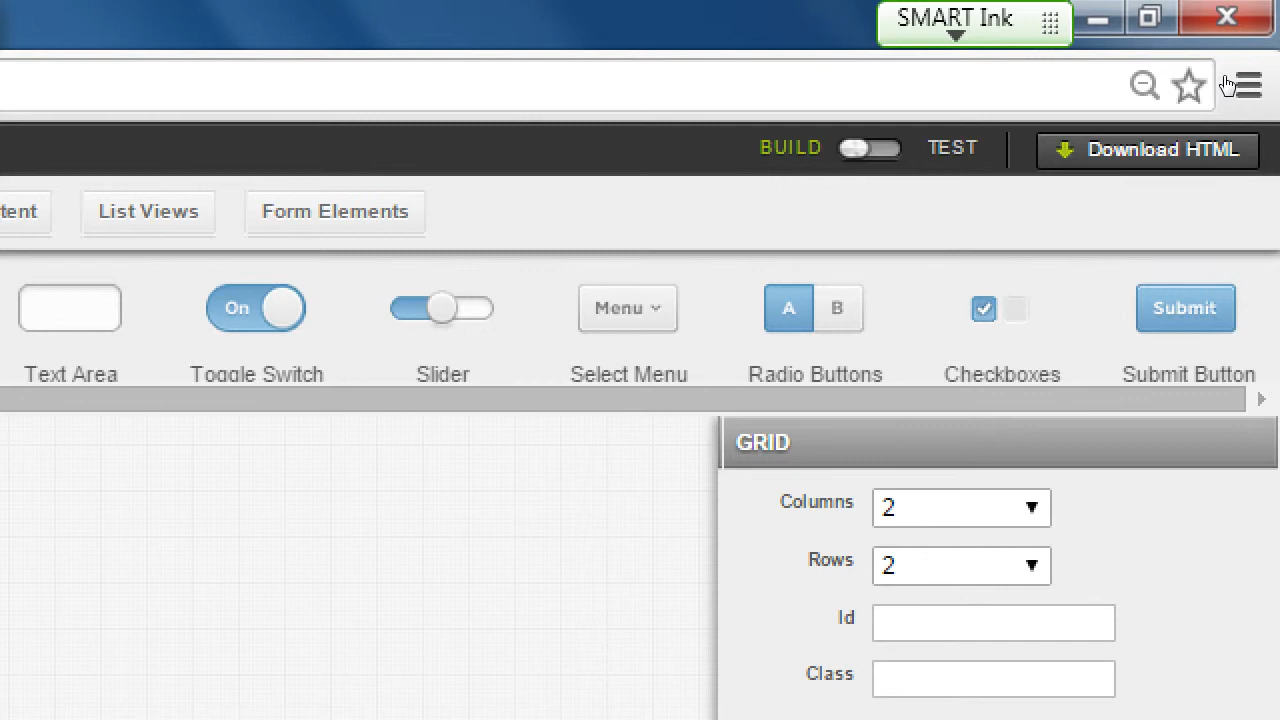 SMART Ink
BUILD TEST Download HTML
tent List Views Form Elements
On Menu A B Submit
Text Area Toggle Switch Slider Select Menu Radio Buttons Checkboxes Submit Button
GRID
Columns 2
Rows 2
Id
Class